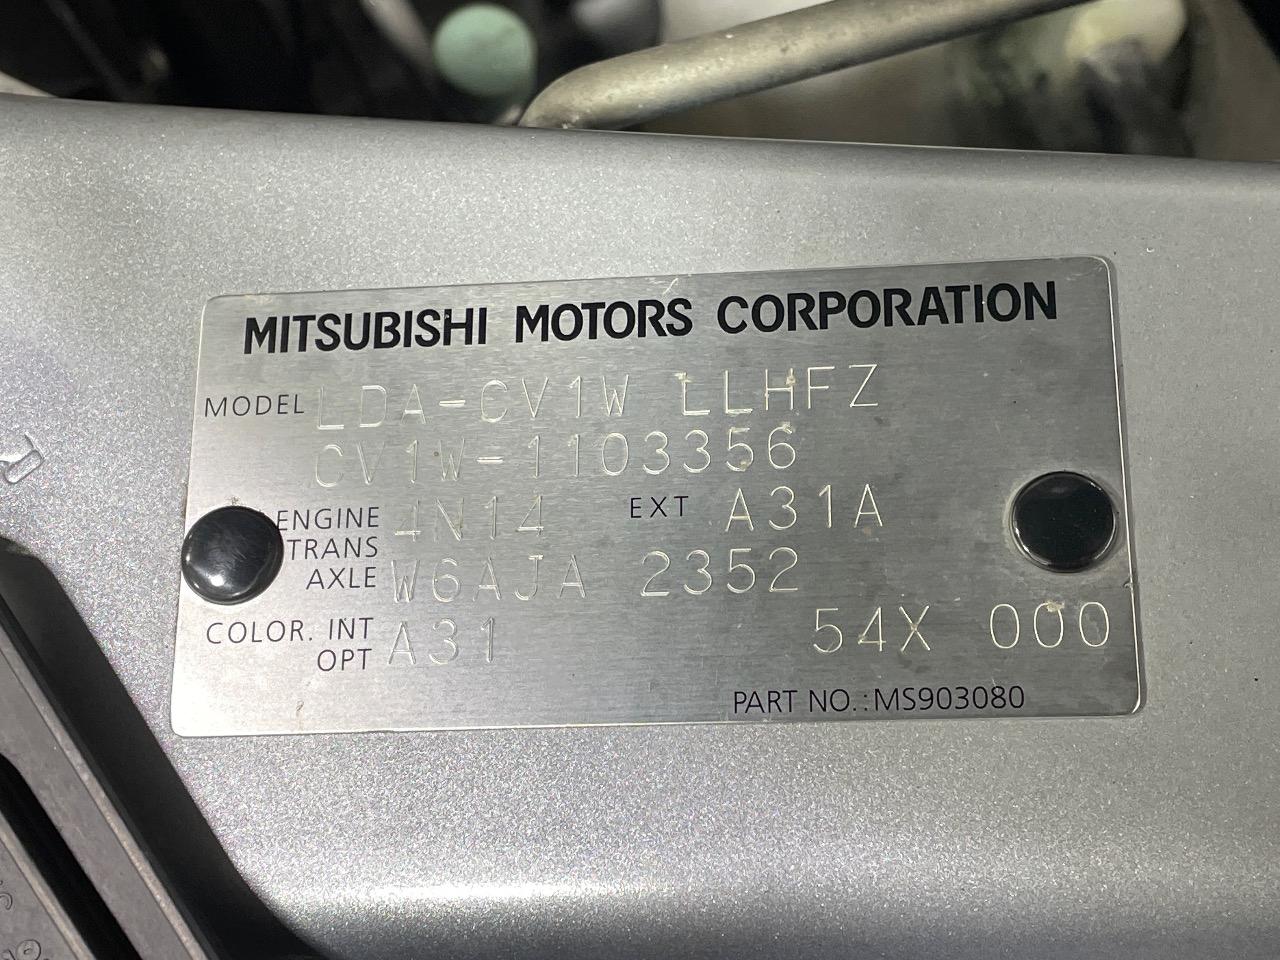 MITSUBISHI MOTORS CORPORATION
MODEL LDA-CV1W LLHFZ
CV1W-1103356
ENGINE 4N14 EXT A31A
TRANS
AXLE W6AJA 2352
COLOR. INT A31 54X 000
OPT
PART NO.:MS903080